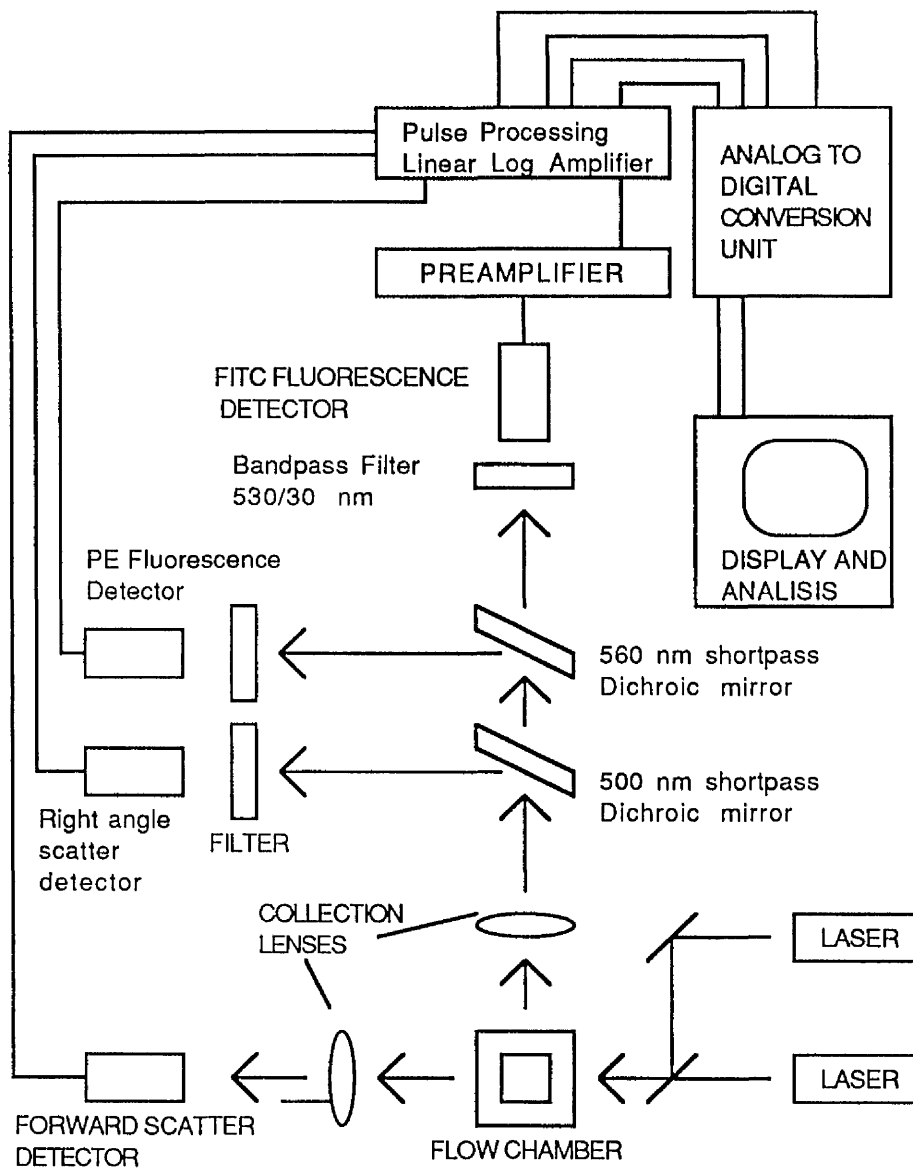 Pulse Processing
Linear Log Amplifier
ANALOG TO
DIGITAL
CONVERSION
UNIT
PREAMPLIFIER
FITC FLUORESCENCE
DETECTOR
Bandpass Filter
530/30 nm
DISPLAY AND
ANALISIS
PE Fluorescence
Detector
560 nm shortpass
Dichroic mirror
500 nm shortpass
Dichroic mirror
Right angle
scatter
detector
FILTER
COLLECTION
LENSES
LASER
LASER
FORWARD SCATTER
DETECTOR
FLOW CHAMBER